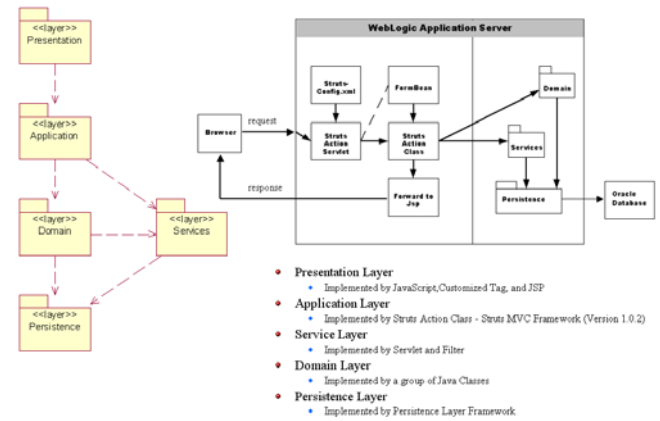 <<layer>>
Presentation
<<layer>>
Application
<<layer>>
Domain
<<layer>>
Services
<<layer>>
Persistence
WebLogic Application Server
Struts-
Config.xml
FormBean
Domain
Browser
request
Struts
Action
Servlet
Struts
Action
Class
Services
response
Forward to
Jsp
Persistence
Oracle
Database
Presentation Layer
Implemented by JavaScript,Customized Tag, and JSP
Application Layer
Implemented by Struts Action Class - Struts MVC Framework (Version 1.0.2)
Service Layer
Implemented by Servlet and Filter
Domain Layer
Implemented by a group of Java Classes
Persistence Layer
Implemented by Persistence Layer Framework